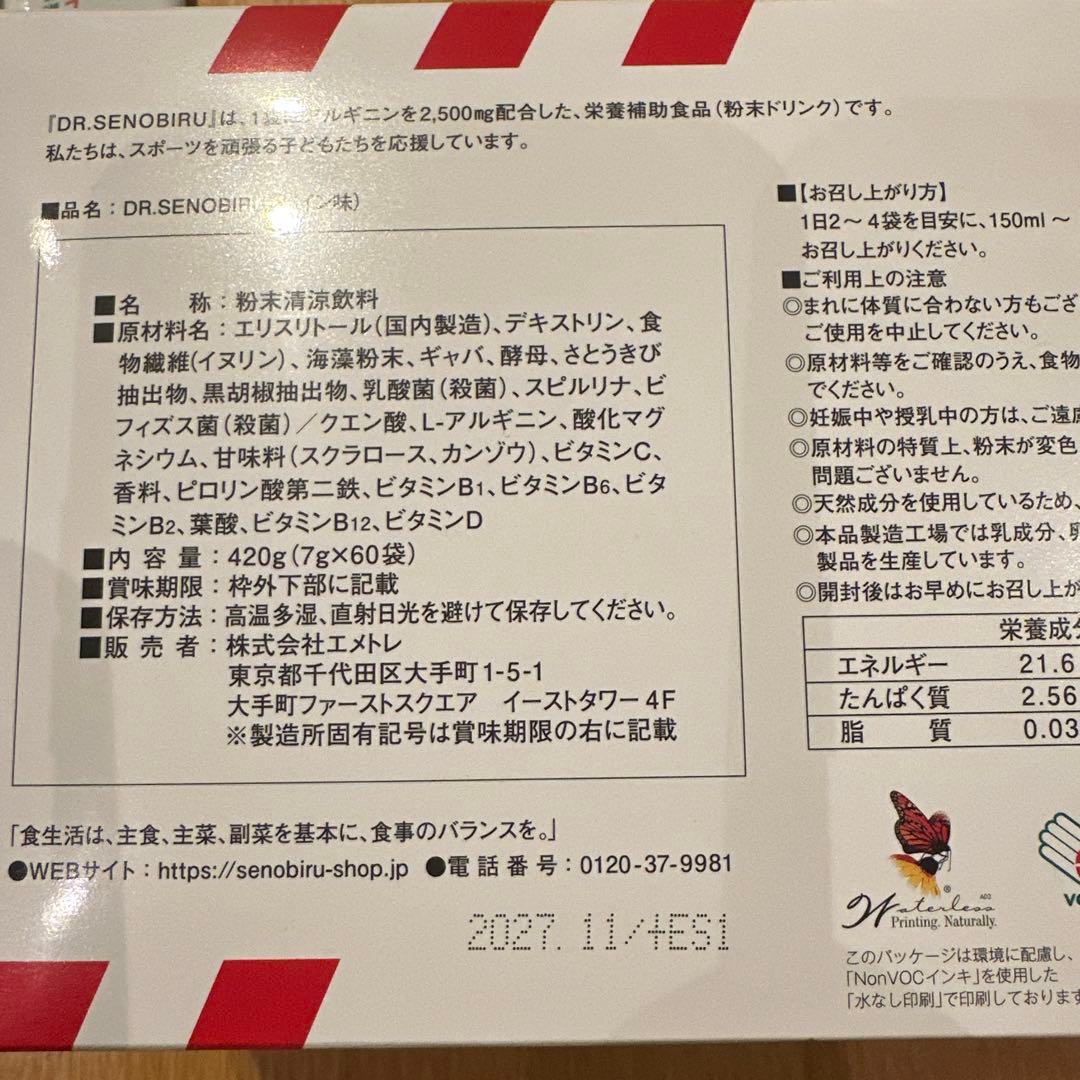 『DR.SENOBIRU』は、1袋にアルギニンを2,500㎎配合した、栄養補助食品(粉末ドリンク)です。
私たちは、スポーツを頑張る子どもたちを応援しています。
■品名：DR.SENOBIRU イン味)
■名　　称：粉末清涼飲料
■原材料名：エリスリトール(国内製造)、デキストリン、食
物繊維(イヌリン)、海藻粉末、ギャバ、酵母、さとうきび
抽出物、黒胡椒抽出物、乳酸菌(殺菌)、スピルリナ、ビ
フィズス菌(殺菌)／クエン酸、L-アルギニン、酸化マグ
ネシウム、甘味料(スクラロース、カンゾウ)、ビタミンC、
香料、ピロリン酸第二鉄、ビタミンB1、ビタミンB6、ビタ
ミンB2、葉酸、ビタミンB12、ビタミンD
■内 容 量：420g(7g×60袋)
■賞味期限：枠外下部に記載
■保存方法：高温多湿、直射日光を避けて保存してください。
■販 売 者：株式会社エメトレ
東京都千代田区大手町1-5-1
大手町ファーストスクエア　イーストタワー4F
※製造所固有記号は賞味期限の右に記載
「食生活は、主食、主菜、副菜を基本に、食事のバランスを。」
●WEBサイト：https://senobiru-shop.jp ●電話番号：0120-37-9981
2027.11/4ES1
■【お召し上がり方】
1日2～4袋を目安に、150ml～
お召し上がりください。
■ご利用上の注意
◎まれに体質に合わない方もござ
ご使用を中止してください。
◎原材料等をご確認のうえ、食物
でください。
◎妊娠中や授乳中の方は、ご遠慮
◎原材料の特質上、粉末が変色
問題ございません。
◎天然成分を使用しているため、
◎本品製造工場では乳成分、卵
製品を生産しています。
◎開封後はお早めにお召し上が
栄養成分
エネルギー 21.6
たんぱく質 2.56
脂　　質 0.03
Waterless
Printing. Naturally.
このパッケージは環境に配慮し、
「NonVOCインキ」を使用した
「水なし印刷」で印刷しております